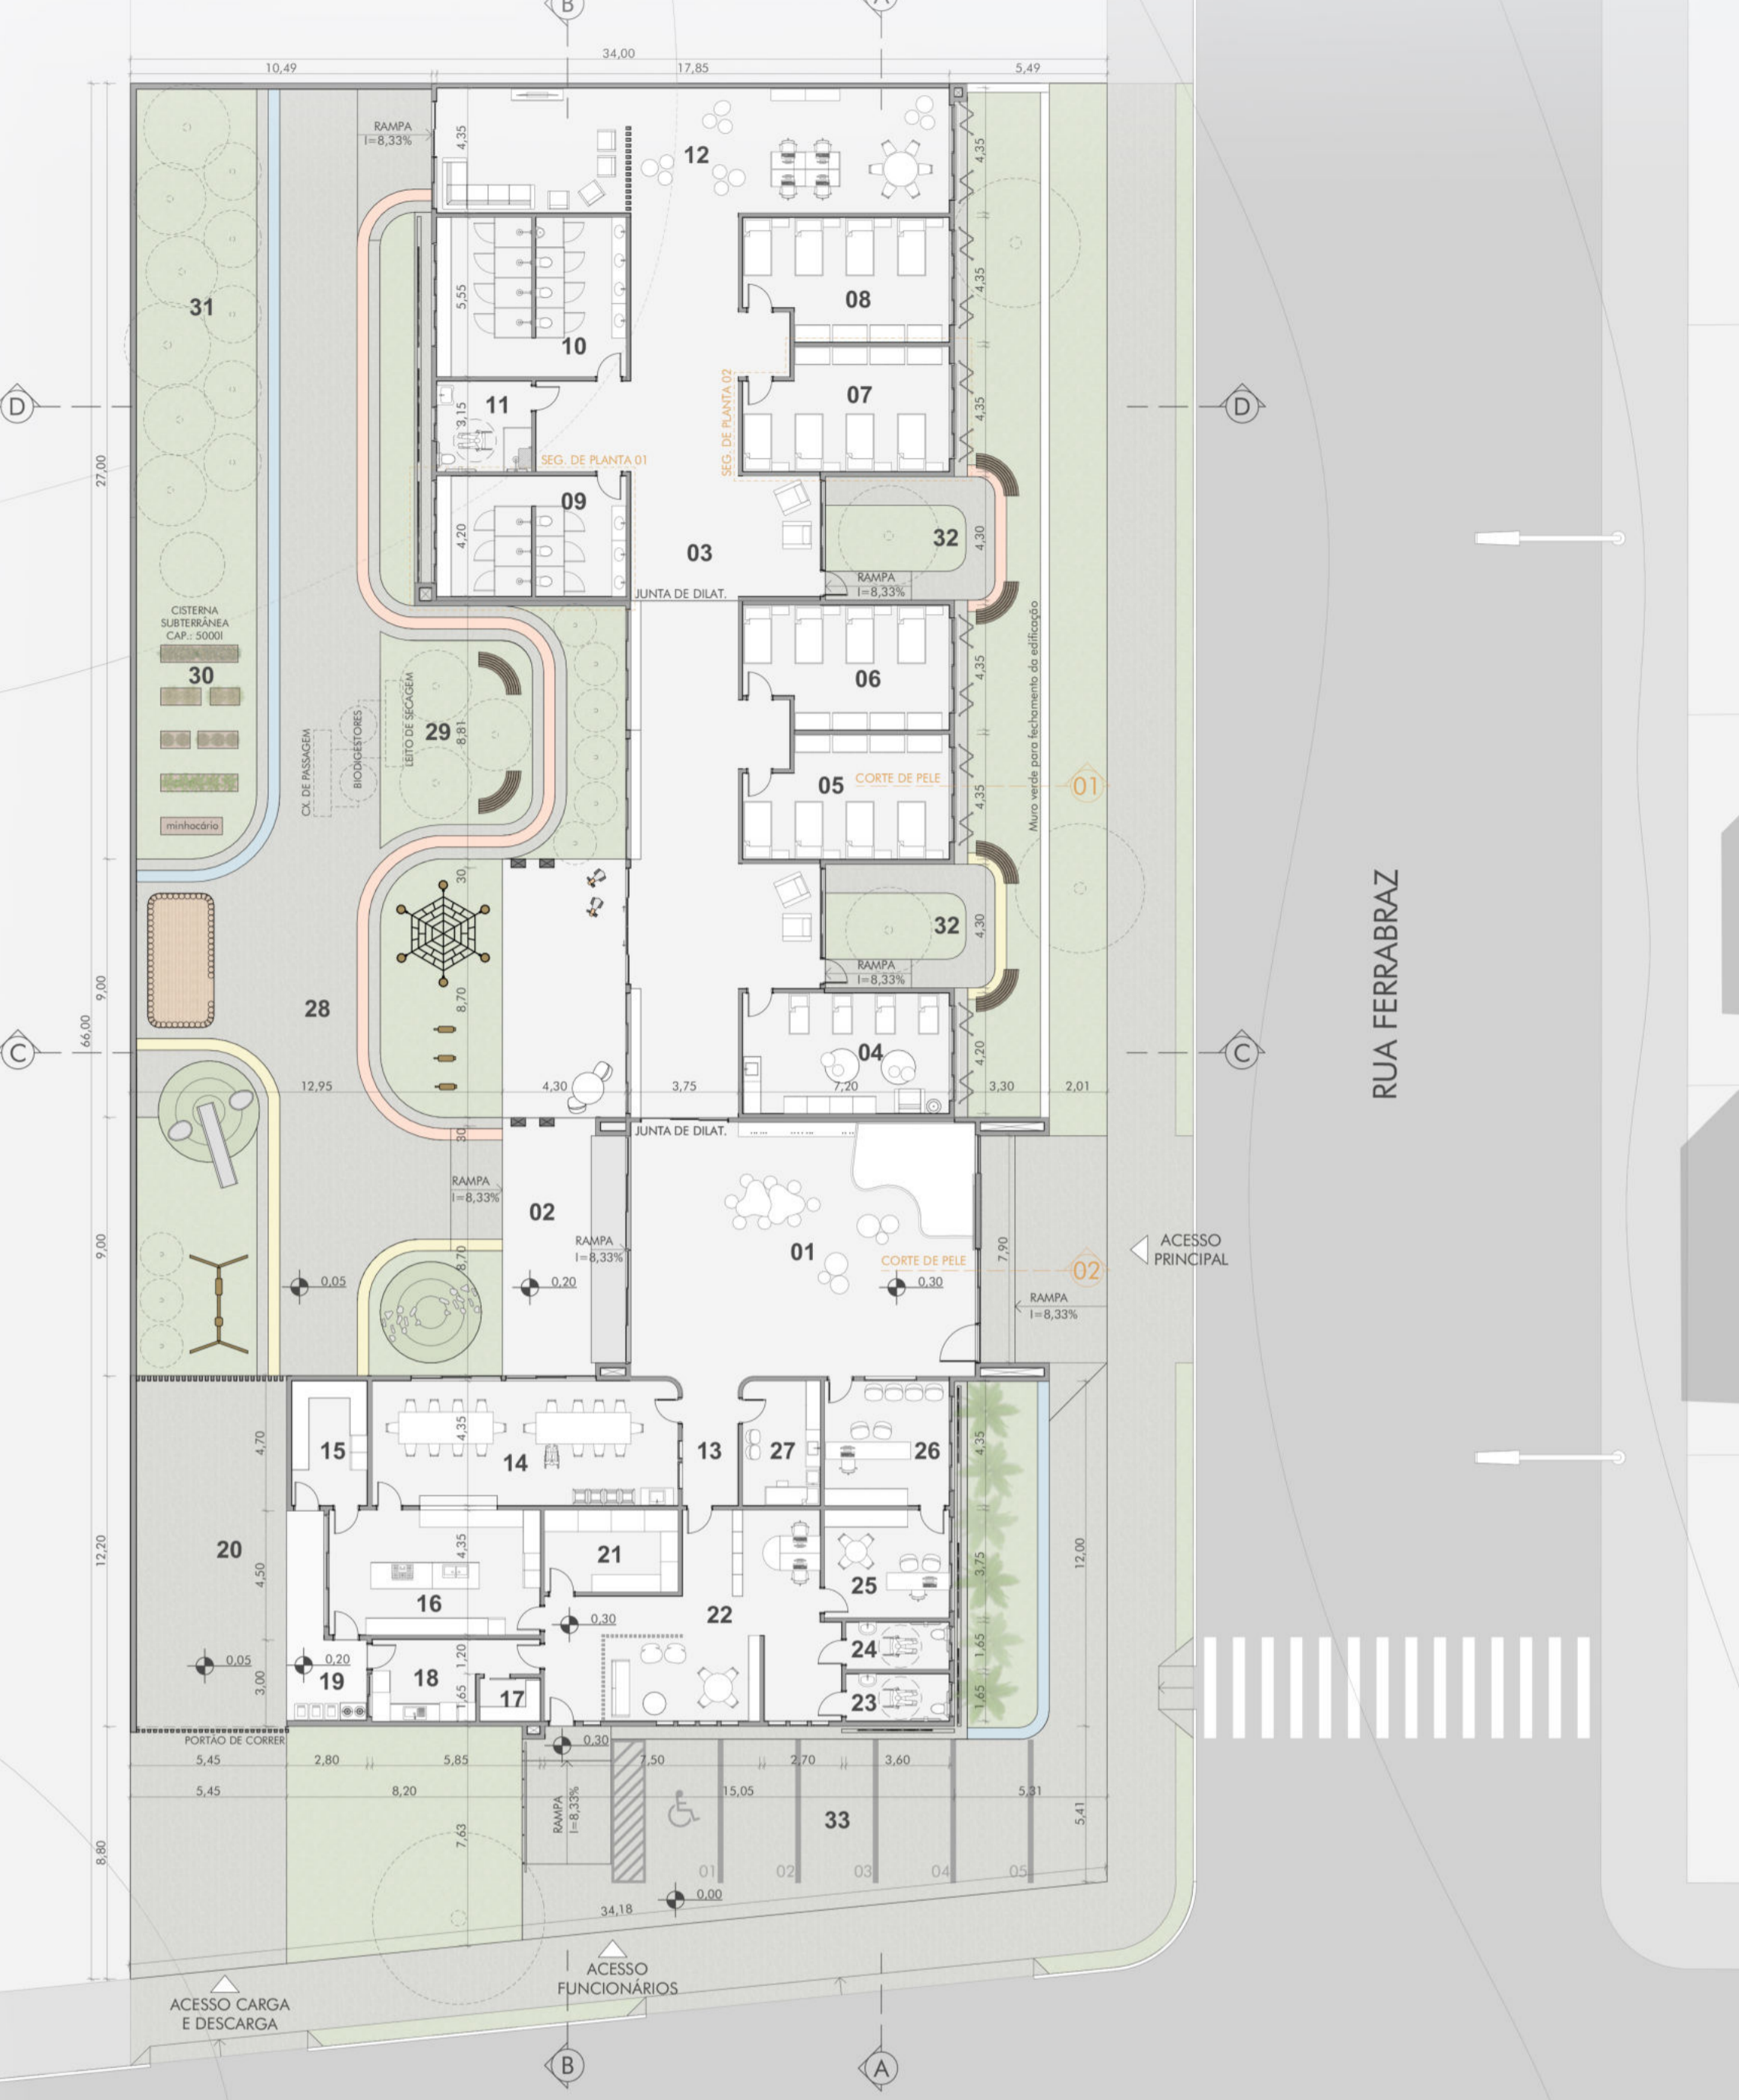 B
A
34,00
10,49
17,85
5,49
RAMPA
I=8,33%
4,35
12
4,35
08
4,35
5,55
10
31
07
4,35
SEG. DE PLANTA 02
D
D
11
3,15
SEG. DE PLANTA 01
27,00
09
4,20
03
32
4,30
RAMPA
I=8,33%
JUNTA DE DILAT.
CISTERNA
SUBTERRÂNEA
CAP.: 5000l
30
06
4,35
Muro verde para fechamento da edificação
CX. DE PASSAGEM
BIODIGESTORES
LEITO DE SECAGEM
29
8,81
05
CORTE DE PELE
4,35
01
minhocário
30
32
4,30
RAMPA
I=8,33%
RUA FERRABRAZ
9,00
66,00
28
8,70
C
C
04
4,20
12,95
4,30
3,75
7,20
3,30
2,01
30
JUNTA DE DILAT.
RAMPA
I=8,33%
02
RAMPA
I=8,33%
01
CORTE DE PELE
02
7,90
ACESSO
PRINCIPAL
9,00
8,70
0,05
0,20
0,30
RAMPA
I=8,33%
4,70
15
4,35
14
13
27
26
4,35
12,20
20
4,50
4,35
16
21
25
3,75
12,00
22
0,30
24
1,65
0,05
0,20
19
3,00
18
1,20
1,65
17
23
1,65
PORTÃO DE CORRER
0,30
5,45
2,80
5,85
7,50
2,70
3,60
5,45
8,20
15,05
5,31
RAMPA
I=8,33%
33
5,41
8,80
7,63
01
02
03
04
05
0,00
34,18
ACESSO
FUNCIONÁRIOS
ACESSO CARGA
E DESCARGA
B
A